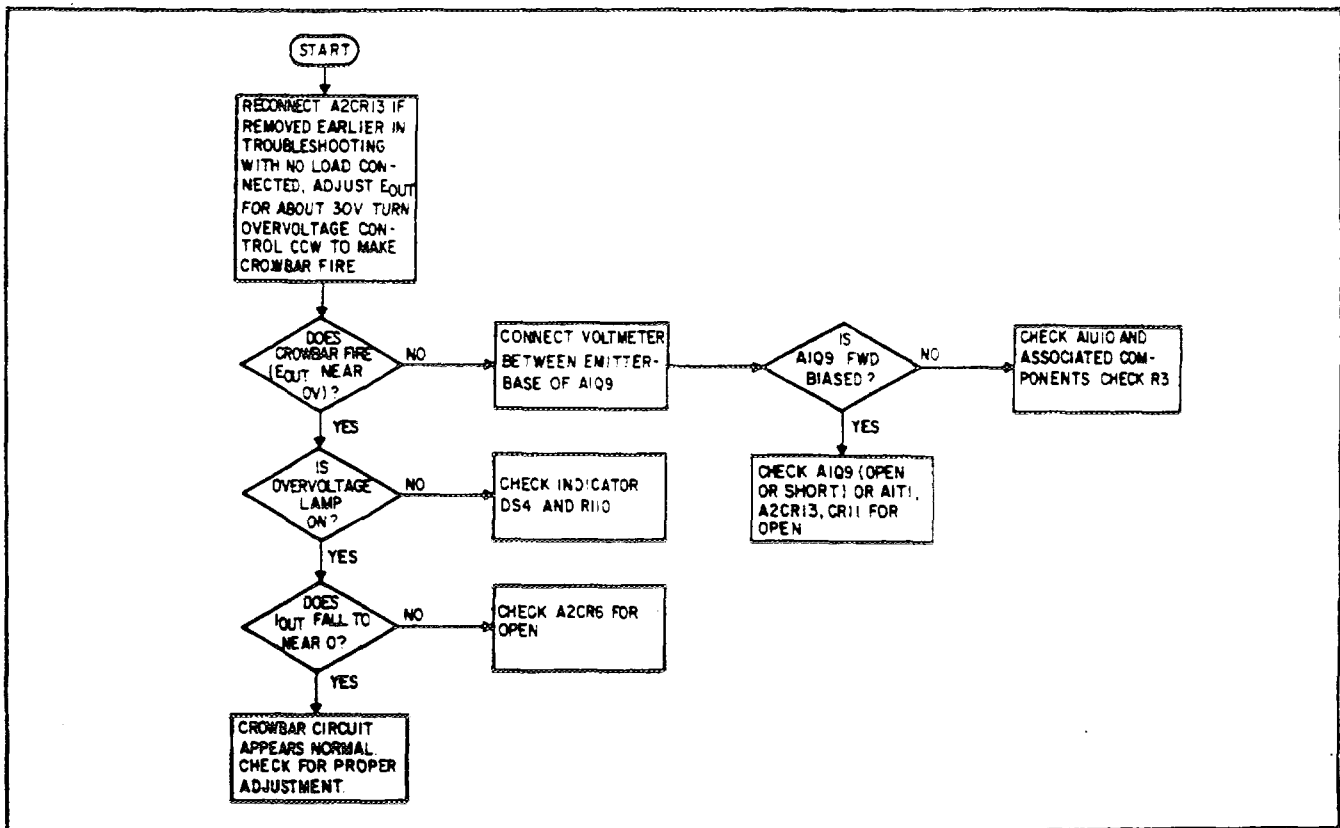 START
RECONNECT A2CR13 IF
REMOVED EARLIER IN
TROUBLESHOOTING
WITH NO LOAD CON-
NECTED, ADJUST EOUT
FOR ABOUT 30V TURN
OVERVOLTAGE CON-
TROL CCW TO MAKE
CROWBAR FIRE
DOES
CROWBAR FIRE
(EOUT NEAR
0V)?
NO
CONNECT VOLTMETER
BETWEEN EMITTER-
BASE OF A1Q9
IS
A1Q9 FWD
BIASED?
NO
CHECK A1U10 AND
ASSOCIATED COM-
PONENTS CHECK R3
YES
YES
CHECK A1Q9 (OPEN
OR SHORT) OR A1T1,
A2CR13, CR11 FOR
OPEN
IS
OVERVOLTAGE
LAMP
ON?
NO
CHECK INDICATOR
DS4 AND R110
YES
DOES
IOUT FALL TO
NEAR 0?
NO
CHECK A2CR6 FOR
OPEN
YES
CROWBAR CIRCUIT
APPEARS NORMAL.
CHECK FOR PROPER
ADJUSTMENT.